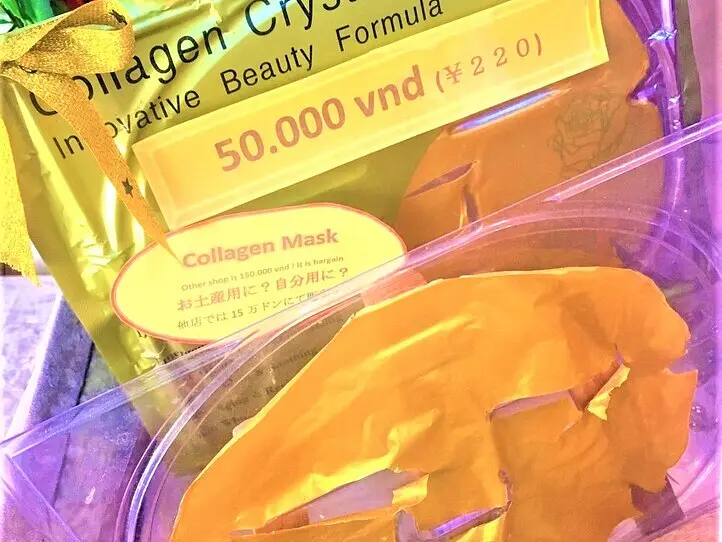 Collagen Crys
Innovative Beauty Formula
50.000 vnd (￥２２０)
Collagen Mask
Other shop is 150.000 vnd ! It is bargain
お土産用に？自分用に？
他店では 15 万ドンにて